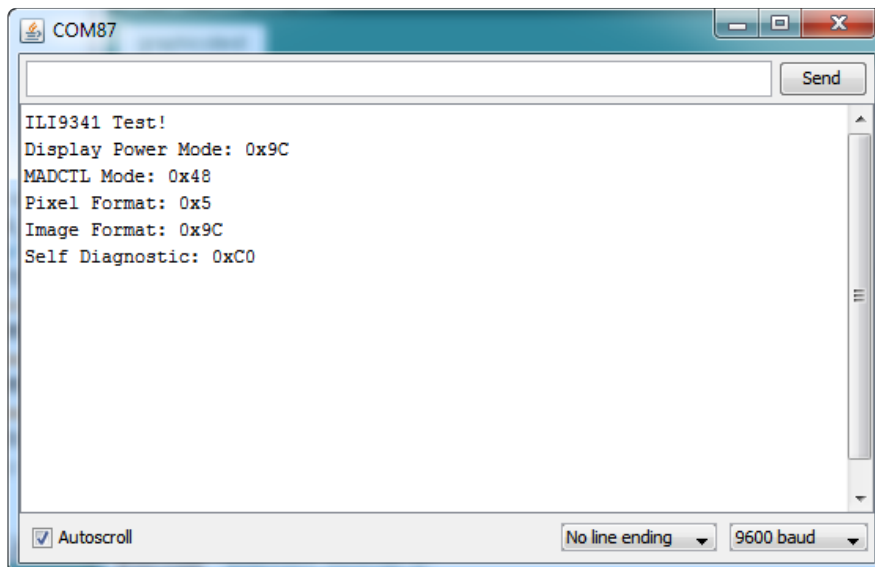 COM87
Send
ILI9341 Test!
Display Power Mode: 0x9C
MADCTL Mode: 0x48
Pixel Format: 0x5
Image Format: 0x9C
Self Diagnostic: 0xC0
Autoscroll
No line ending
9600 baud